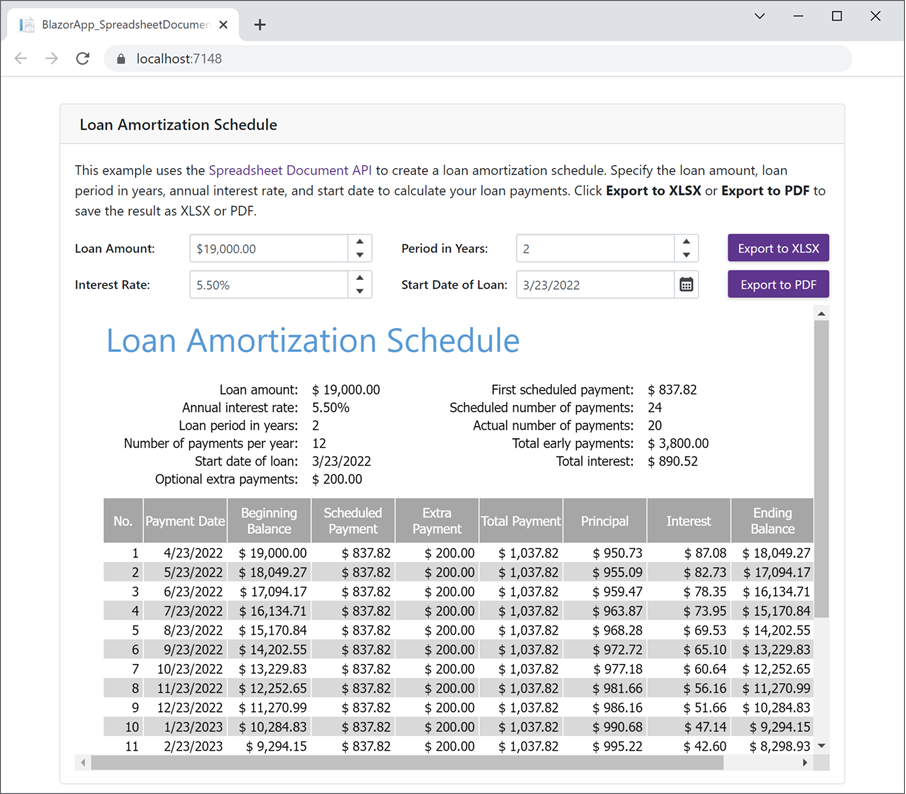 BlazorApp_SpreadsheetDocumen
localhost:7148
Loan Amortization Schedule
This example uses the Spreadsheet Document API to create a loan amortization schedule. Specify the loan amount, loan
period in years, annual interest rate, and start date to calculate your loan payments. Click Export to XLSX or Export to PDF to
save the result as XLSX or PDF.
Loan Amount: $19,000.00 Period in Years: 2 Export to XLSX
Interest Rate: 5.50% Start Date of Loan: 3/23/2022 Export to PDF
Loan Amortization Schedule
Loan amount: $ 19,000.00 First scheduled payment: $ 837.82
Annual interest rate: 5.50% Scheduled number of payments: 24
Loan period in years: 2 Actual number of payments: 20
Number of payments per year: 12 Total early payments: $ 3,800.00
Start date of loan: 3/23/2022 Total interest: $ 890.52
Optional extra payments: $ 200.00
No. Payment Date Beginning Balance Scheduled Payment Extra Payment Total Payment Principal Interest Ending Balance
1 4/23/2022 $ 19,000.00 $ 837.82 $ 200.00 $ 1,037.82 $ 950.73 $ 87.08 $ 18,049.27
2 5/23/2022 $ 18,049.27 $ 837.82 $ 200.00 $ 1,037.82 $ 955.09 $ 82.73 $ 17,094.17
3 6/23/2022 $ 17,094.17 $ 837.82 $ 200.00 $ 1,037.82 $ 959.47 $ 78.35 $ 16,134.71
4 7/23/2022 $ 16,134.71 $ 837.82 $ 200.00 $ 1,037.82 $ 963.87 $ 73.95 $ 15,170.84
5 8/23/2022 $ 15,170.84 $ 837.82 $ 200.00 $ 1,037.82 $ 968.28 $ 69.53 $ 14,202.55
6 9/23/2022 $ 14,202.55 $ 837.82 $ 200.00 $ 1,037.82 $ 972.72 $ 65.10 $ 13,229.83
7 10/23/2022 $ 13,229.83 $ 837.82 $ 200.00 $ 1,037.82 $ 977.18 $ 60.64 $ 12,252.65
8 11/23/2022 $ 12,252.65 $ 837.82 $ 200.00 $ 1,037.82 $ 981.66 $ 56.16 $ 11,270.99
9 12/23/2022 $ 11,270.99 $ 837.82 $ 200.00 $ 1,037.82 $ 986.16 $ 51.66 $ 10,284.83
10 1/23/2023 $ 10,284.83 $ 837.82 $ 200.00 $ 1,037.82 $ 990.68 $ 47.14 $ 9,294.15
11 2/23/2023 $ 9,294.15 $ 837.82 $ 200.00 $ 1,037.82 $ 995.22 $ 42.60 $ 8,298.93